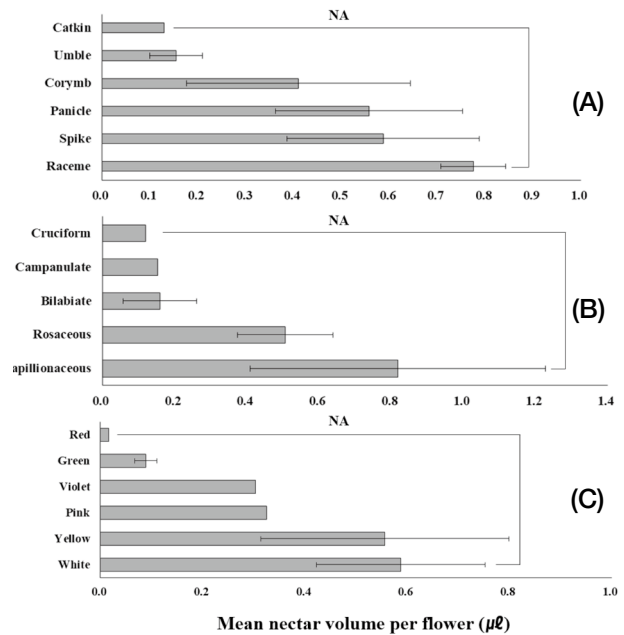 NA
Catkin
Umble
Corymb
Panicle
Spike
Raceme
(A)
0.0 0.1 0.2 0.3 0.4 0.5 0.6 0.7 0.8 0.9 1.0
NA
Cruciform
Campanulate
Bilabiate
Rosaceous
apillionaceous
(B)
0.0 0.2 0.4 0.6 0.8 1.0 1.2 1.4
NA
Red
Green
Violet
Pink
Yellow
White
(C)
0.0 0.2 0.4 0.6 0.8 1.0
Mean nectar volume per flower (μℓ)